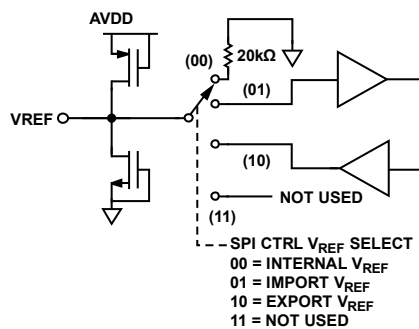 AVDD
20kΩ
(00)
(01)
VREF
(10)
NOT USED
(11)
SPI CTRL VREF SELECT
00 = INTERNAL VREF
01 = IMPORT VREF
10 = EXPORT VREF
11 = NOT USED